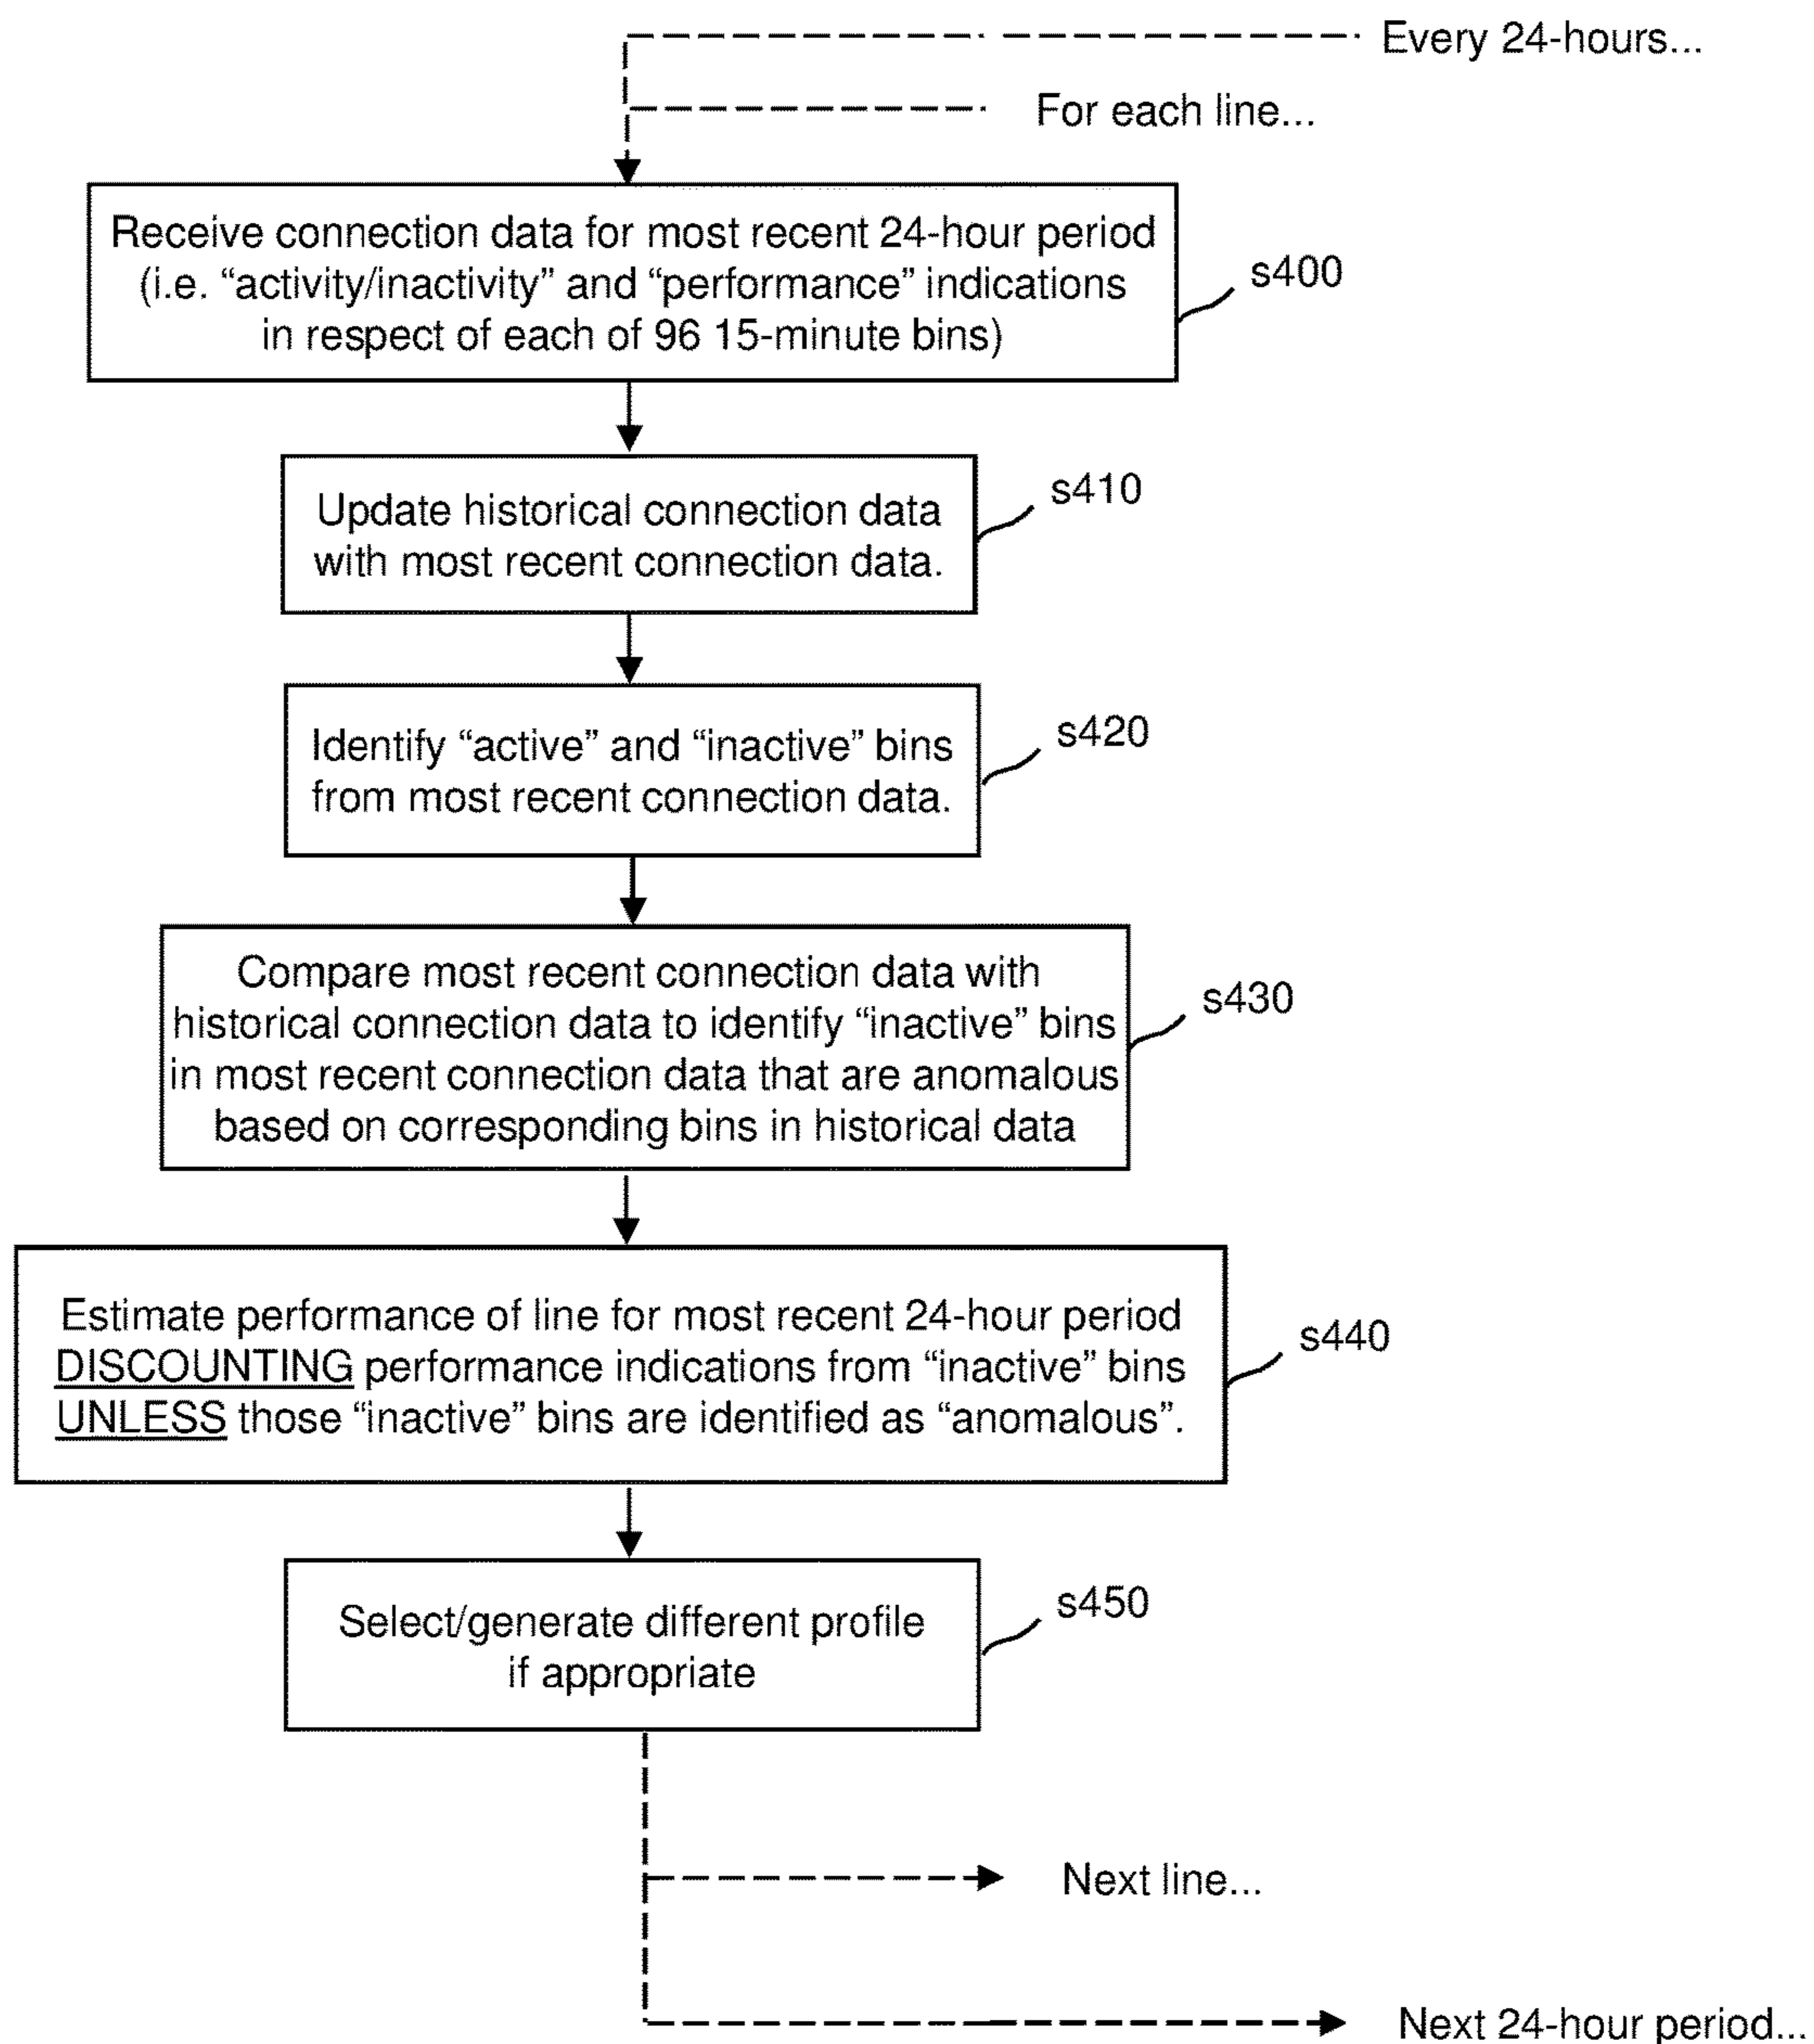 Every 24-hours...
For each line...
Receive connection data for most recent 24-hour period
(i.e. “activity/inactivity” and “performance” indications
in respect of each of 96 15-minute bins)
s400
Update historical connection data
with most recent connection data.
s410
Identify “active” and “inactive” bins
from most recent connection data.
s420
Compare most recent connection data with
historical connection data to identify “inactive” bins
in most recent connection data that are anomalous
based on corresponding bins in historical data
s430
Estimate performance of line for most recent 24-hour period
DISCOUNTING performance indications from “inactive” bins
UNLESS those “inactive” bins are identified as “anomalous”.
s440
Select/generate different profile
if appropriate
s450
Next line...
Next 24-hour period...